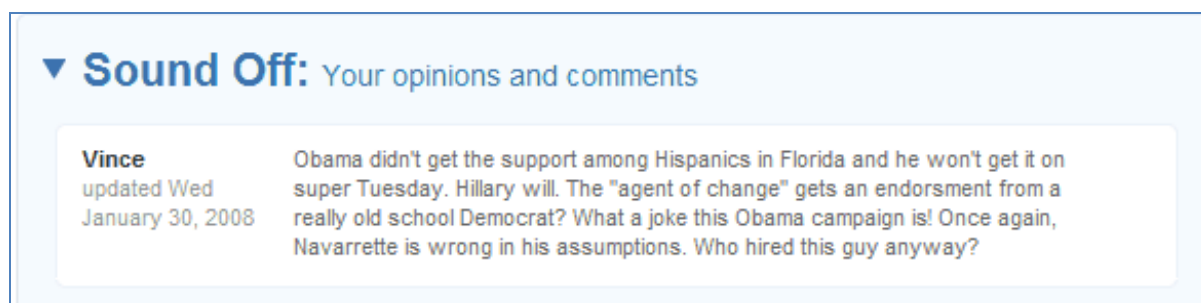 ▼ Sound Off: Your opinions and comments
Vince
updated Wed
January 30, 2008
Obama didn't get the support among Hispanics in Florida and he won't get it on
super Tuesday. Hillary will. The "agent of change" gets an endorsment from a
really old school Democrat? What a joke this Obama campaign is! Once again,
Navarrette is wrong in his assumptions. Who hired this guy anyway?